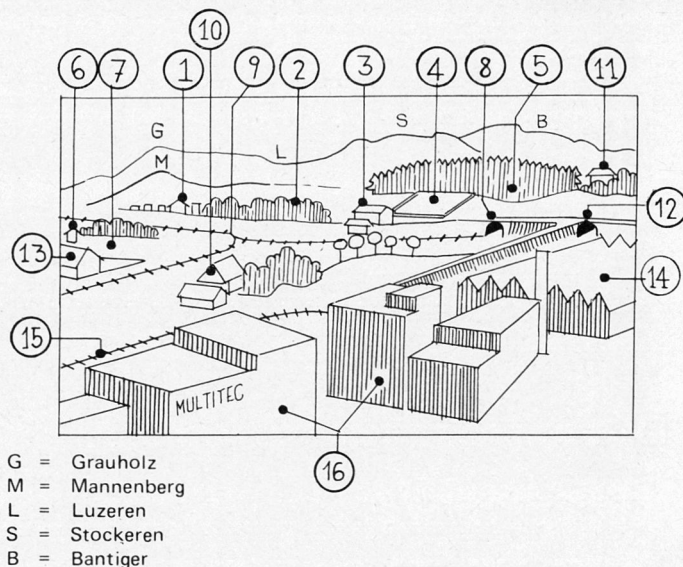 10
6 7 1 9 2 3 4 8 5 11
G S B
L
M
12
13
14
15
MULTITEC
16
G = Grauholz
M = Mannenberg
L = Luzeren
S = Stockeren
B = Bantiger